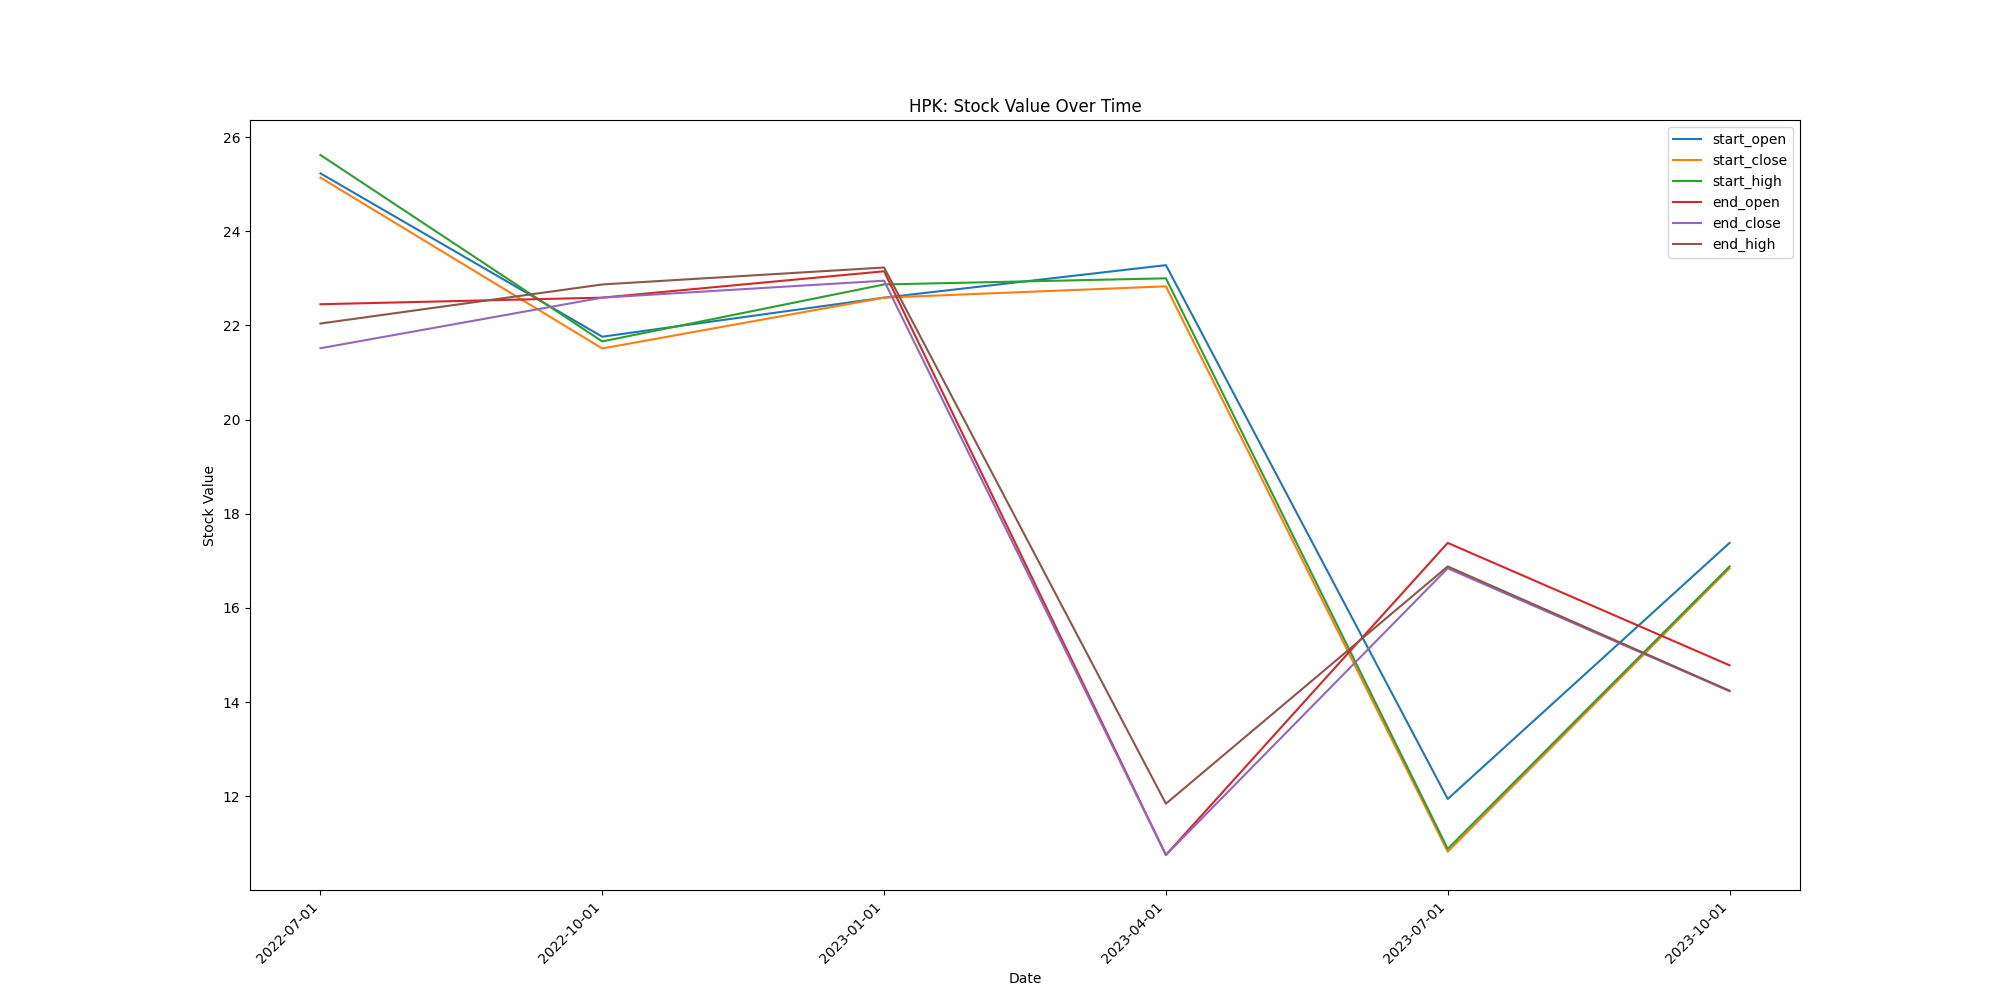 HPK: Stock Value Over Time
start_open
start_close
start_high
end_open
end_close
end_high
26
24
22
20
18
16
14
12
Stock Value
2022-07-01
2022-10-01
2023-01-01
2023-04-01
2023-07-01
2023-10-01
Date